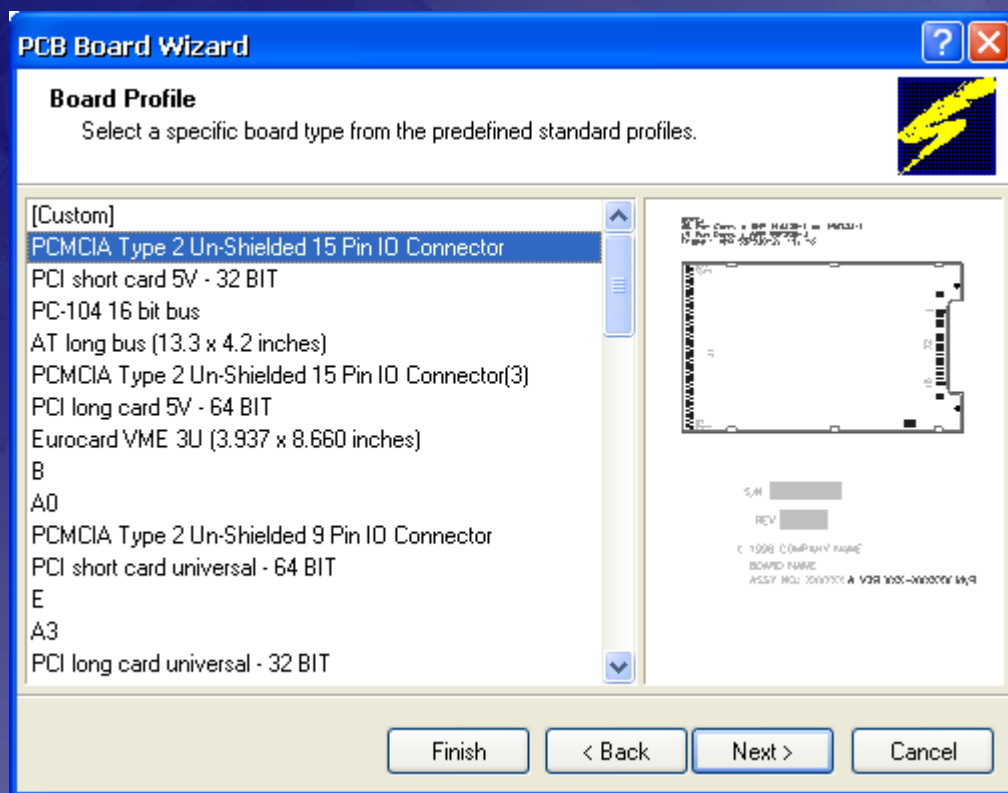 PCB Board Wizard
Board Profile
Select a specific board type from the predefined standard profiles.
[Custom]
PCMCIA Type 2 Un-Shielded 15 Pin IO Connector
PCI short card 5V - 32 BIT
PC-104 16 bit bus
AT long bus (13.3 x 4.2 inches)
PCMCIA Type 2 Un-Shielded 15 Pin IO Connector(3)
PCI long card 5V - 64 BIT
Eurocard VME 3U (3.937 x 8.660 inches)
B
A0
PCMCIA Type 2 Un-Shielded 9 Pin IO Connector
PCI short card universal - 64 BIT
E
A3
PCI long card universal - 32 BIT
S/N
REV
C 1998 COMPANY NAME
BOARD NAME
ASSY NO:
Finish
< Back
Next >
Cancel